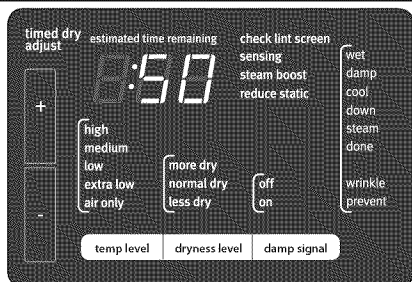 timed dry
adjust
estimated time remaining
:50
check lint screen
sensing
steam boost
reduce static
wet
damp
cool
down
steam
done
wrinkle
prevent
+
-
high
medium
low
extra low
air only
more dry
normal dry
less dry
off
on
temp level
dryness level
damp signal